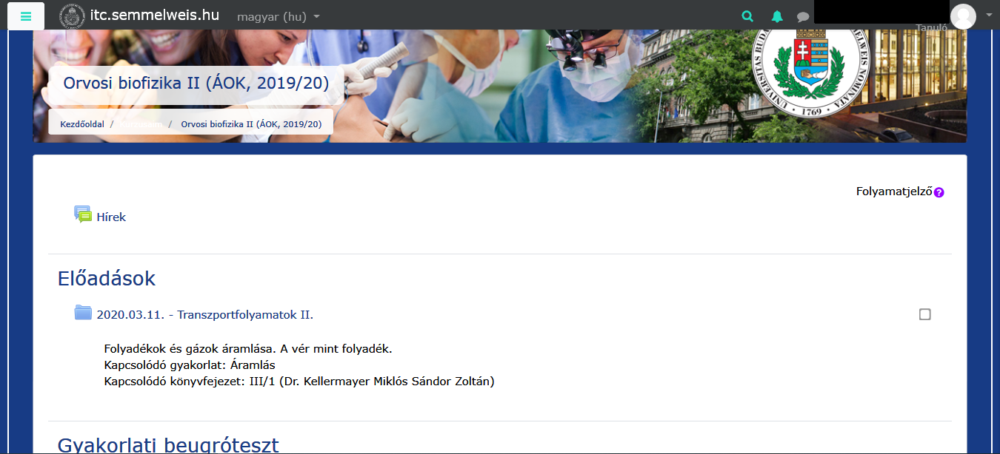 itc.semmelweis.hu magyar (hu)
Tanuló
Orvosi biofizika II (ÁOK, 2019/20)
Kezdőoldal / Kurzusaim / Orvosi biofizika II (ÁOK, 2019/20)
1769
Folyamatjelző
Hírek
Előadások
2020.03.11. - Transzportfolyamatok II.
Folyadékok és gázok áramlása. A vér mint folyadék.
Kapcsolódó gyakorlat: Áramlás
Kapcsolódó könyvfejezet: III/1 (Dr. Kellermayer Miklós Sándor Zoltán)
Gyakorlati beugróteszt